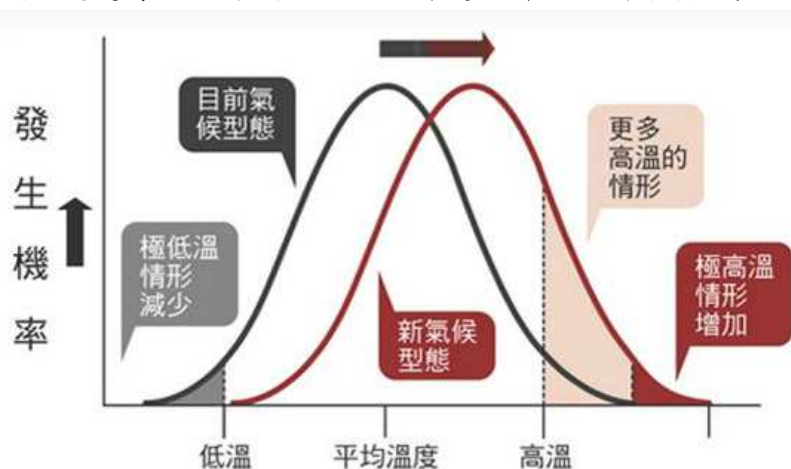 發生機率
目前氣
候型態
更多
高溫的
情形
極低溫
情形
減少
新氣候
型態
極高溫
情形
增加
低溫
平均溫度
高溫